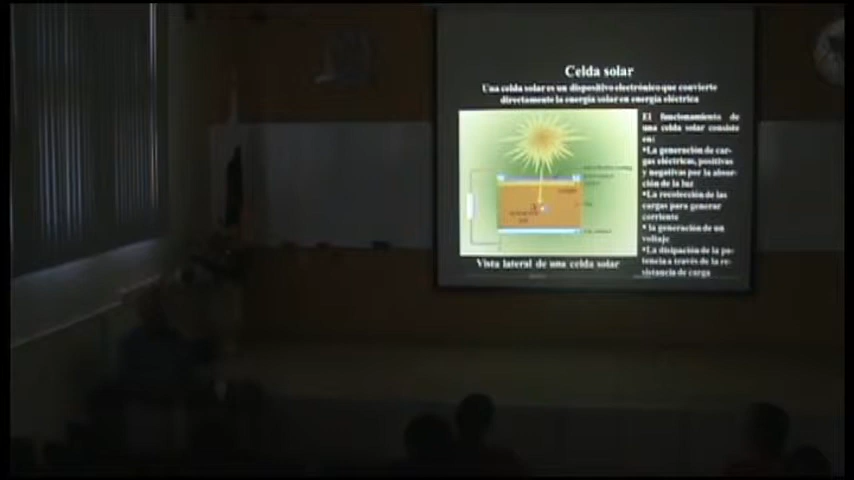 Celda solar
Una celda solar es un dispositivo electrónico que convierte
directamente la energía solar en energía eléctrica
El funcionamiento de
una celda solar consiste
en:
•La generación de car-
gas eléctricas, positivas
y negativas por la absor-
ción de la luz
•La recolección de las
cargas para generar
corriente
• la generación de un
voltaje
•La disipación de la po-
tencia a través de la re-
sistencia de carga
Vista lateral de una celda solar